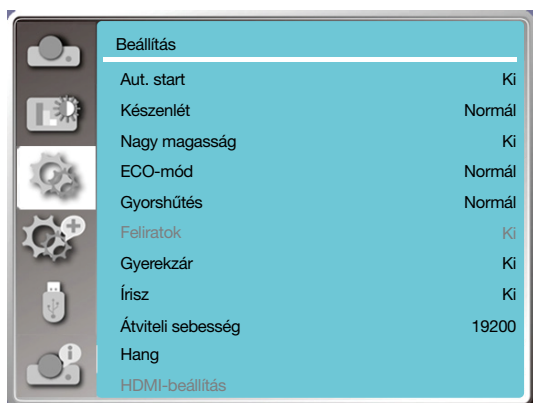 Beállítás
Aut. start Ki
Készenlét Normál
Nagy magasság Ki
ECO-mód Normál
Gyorshűtés Normál
Feliratok Ki
Gyerekzár Ki
Írisz Ki
Átviteli sebesség 19200
Hang
HDMI-beállítás